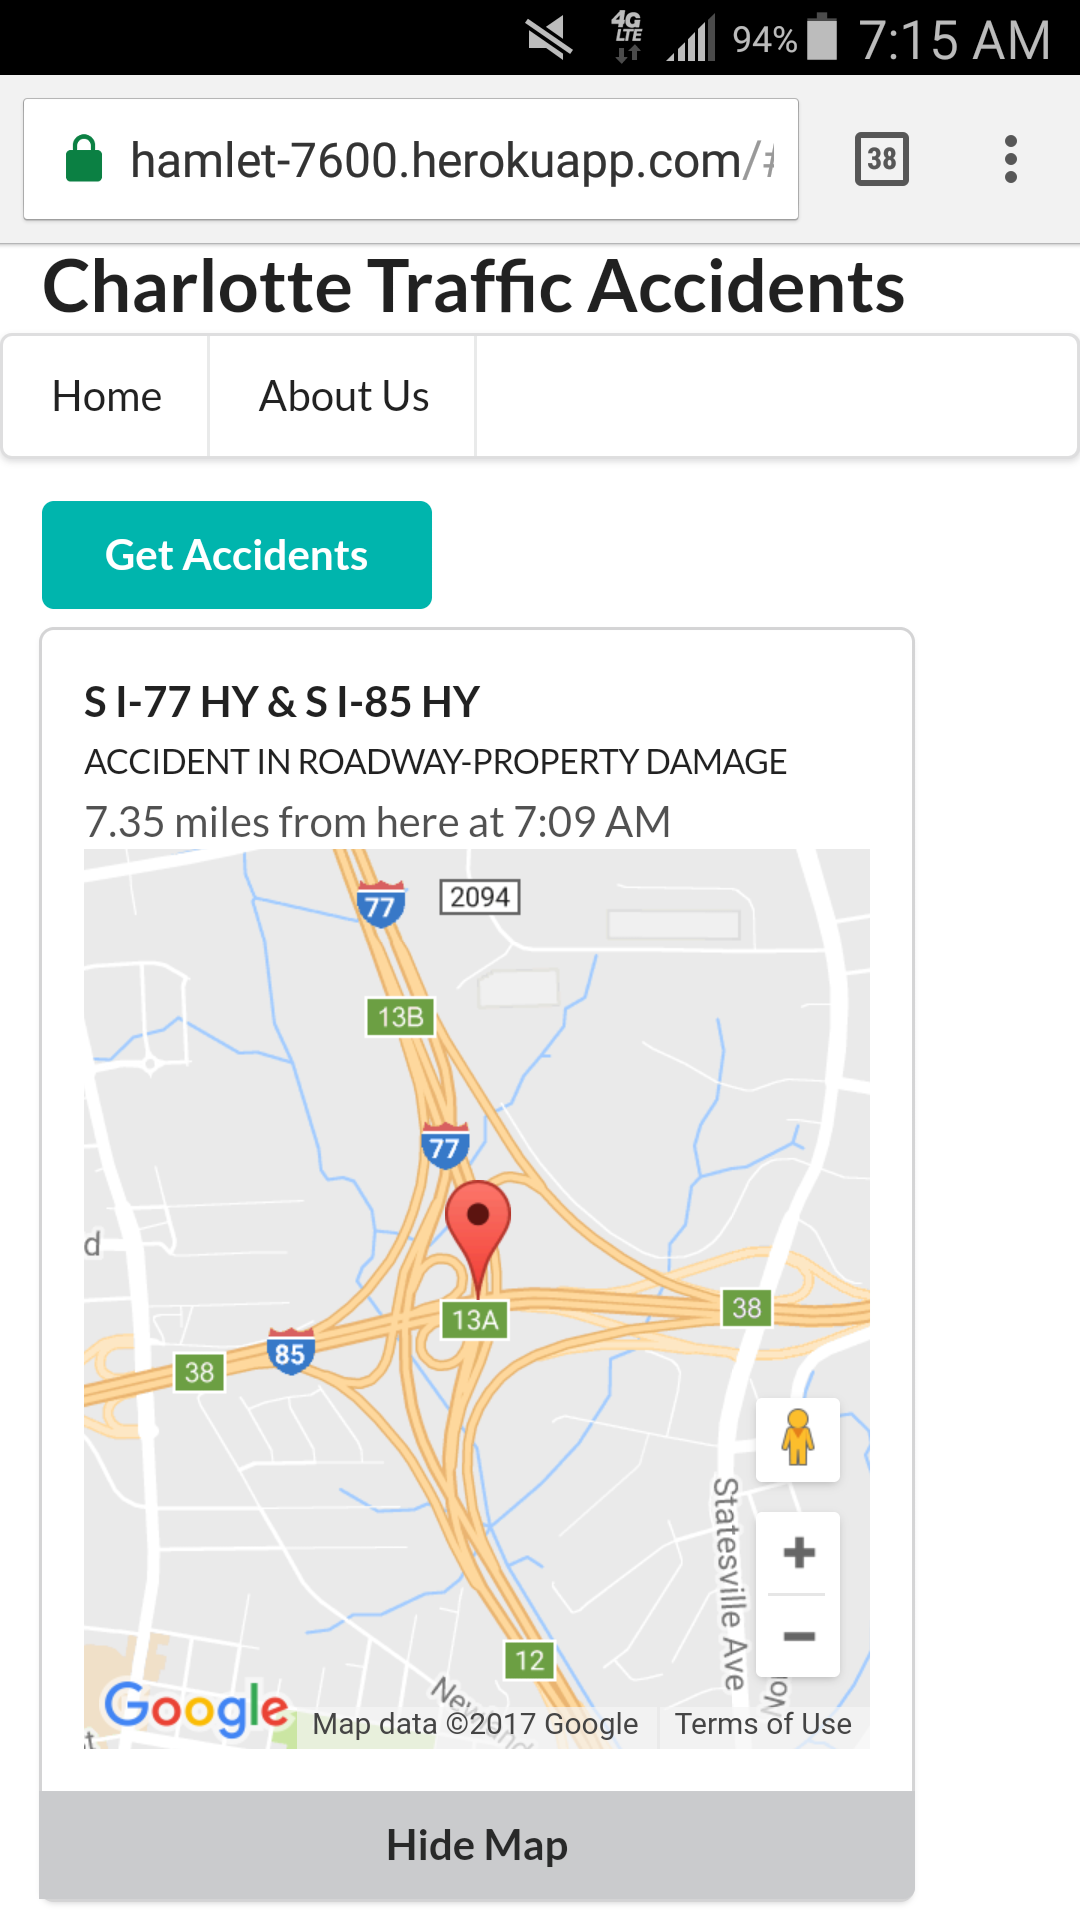 4G LTE 94% 7:15 AM
hamlet-7600.herokuapp.com/#
38
Charlotte Traffic Accidents
Home About Us
Get Accidents
S I-77 HY & S I-85 HY
ACCIDENT IN ROADWAY-PROPERTY DAMAGE
7.35 miles from here at 7:09 AM
77
2094
13B
77
d
38
13A
85
38
Statesville Ave
+
−
12
Google
Map data ©2017 Google
Terms of Use
Hide Map